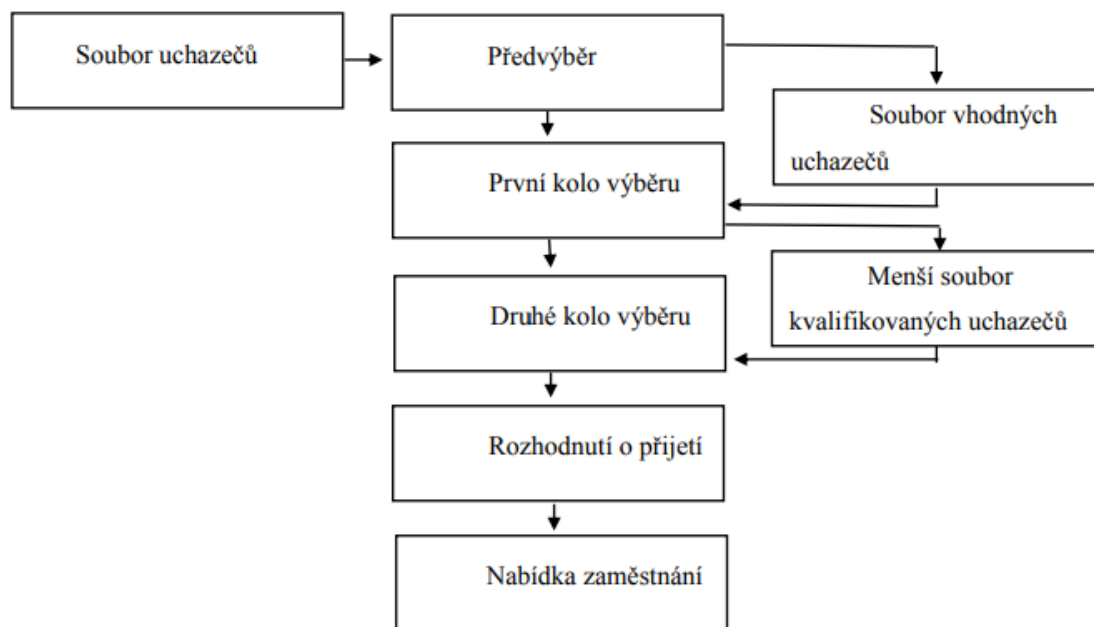 Soubor uchazečů
Předvýběr
Soubor vhodných
uchazečů
První kolo výběru
Menší soubor
kvalifikovaných uchazečů
Druhé kolo výběru
Rozhodnutí o přijetí
Nabídka zaměstnání